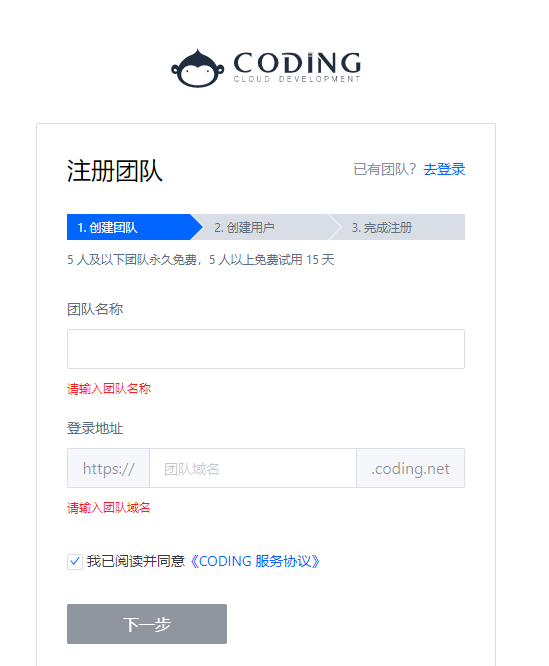 CODING
CLOUD DEVELOPMENT
注册团队
已有团队？去登录
1. 创建团队 2. 创建用户 3. 完成注册
5 人及以下团队永久免费，5 人以上免费试用 15 天
团队名称
请输入团队名称
登录地址
https:// 团队域名 .coding.net
请输入团队域名
我已阅读并同意《CODING 服务协议》
下一步